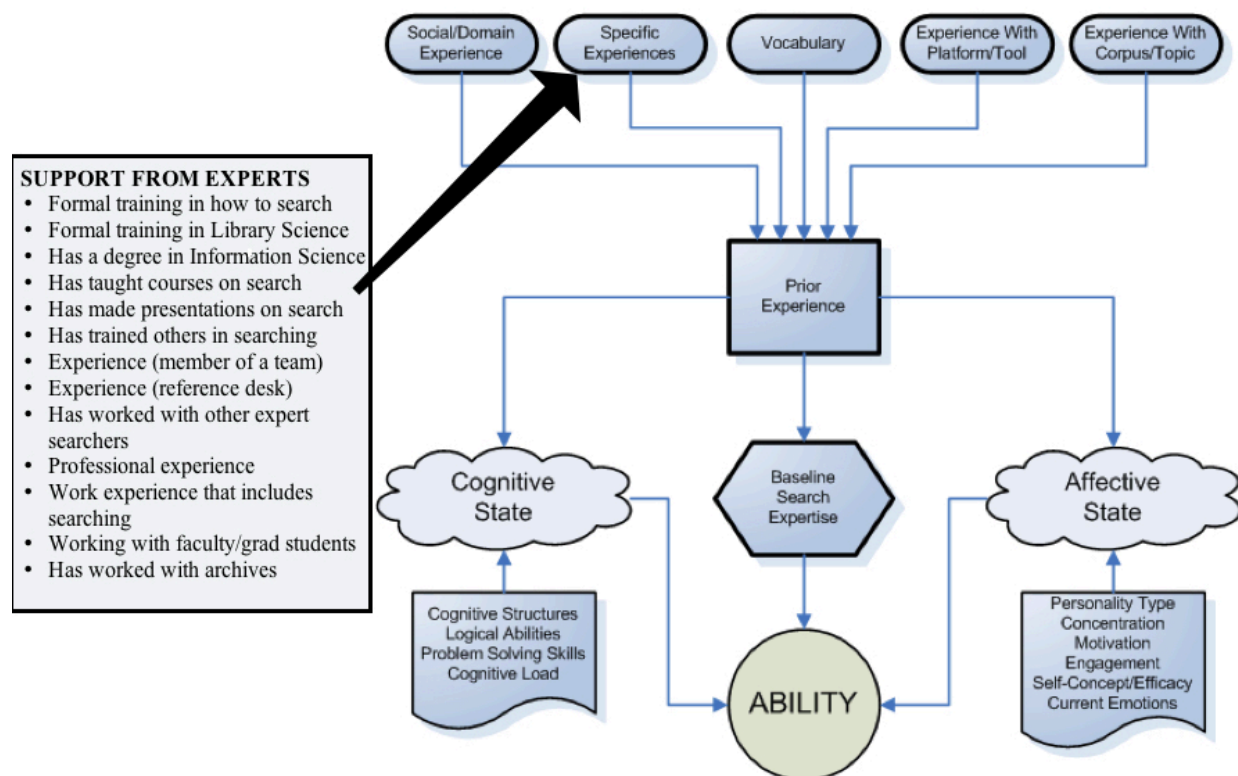 Social/Domain
Experience
Specific
Experiences
Vocabulary
Experience With
Platform/Tool
Experience With
Corpus/Topic
SUPPORT FROM EXPERTS
• Formal training in how to search
• Formal training in Library Science
• Has a degree in Information Science
• Has taught courses on search
• Has made presentations on search
• Has trained others in searching
• Experience (member of a team)
• Experience (reference desk)
• Has worked with other expert
searchers
• Professional experience
• Work experience that includes
searching
• Working with faculty/grad students
• Has worked with archives
Prior
Experience
Cognitive
State
Baseline
Search
Expertise
Affective
State
Cognitive Structures
Logical Abilities
Problem Solving Skills
Cognitive Load
ABILITY
Personality Type
Concentration
Motivation
Engagement
Self-Concept/Efficacy
Current Emotions